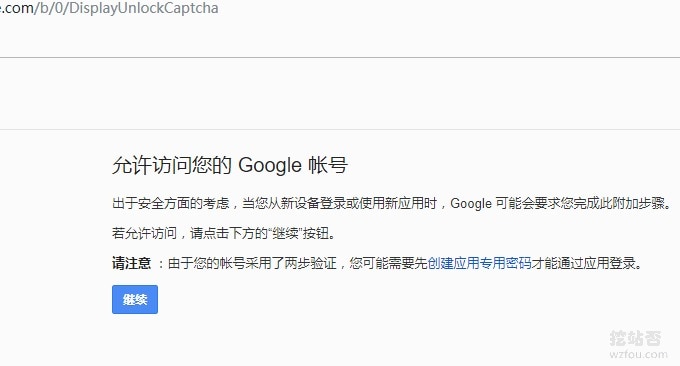 e.com/b/0/DisplayUnlockCaptcha
允许访问您的 Google 帐号
出于安全方面的考虑，当您从新设备登录或使用新应用时，Google 可能会要求您完成此附加步骤。
若允许访问，请点击下方的“继续”按钮。
请注意 ：由于您的帐号采用了两步验证，您可能需要先创建应用专用密码才能通过应用登录。
继续
挖站否
wzfou.com